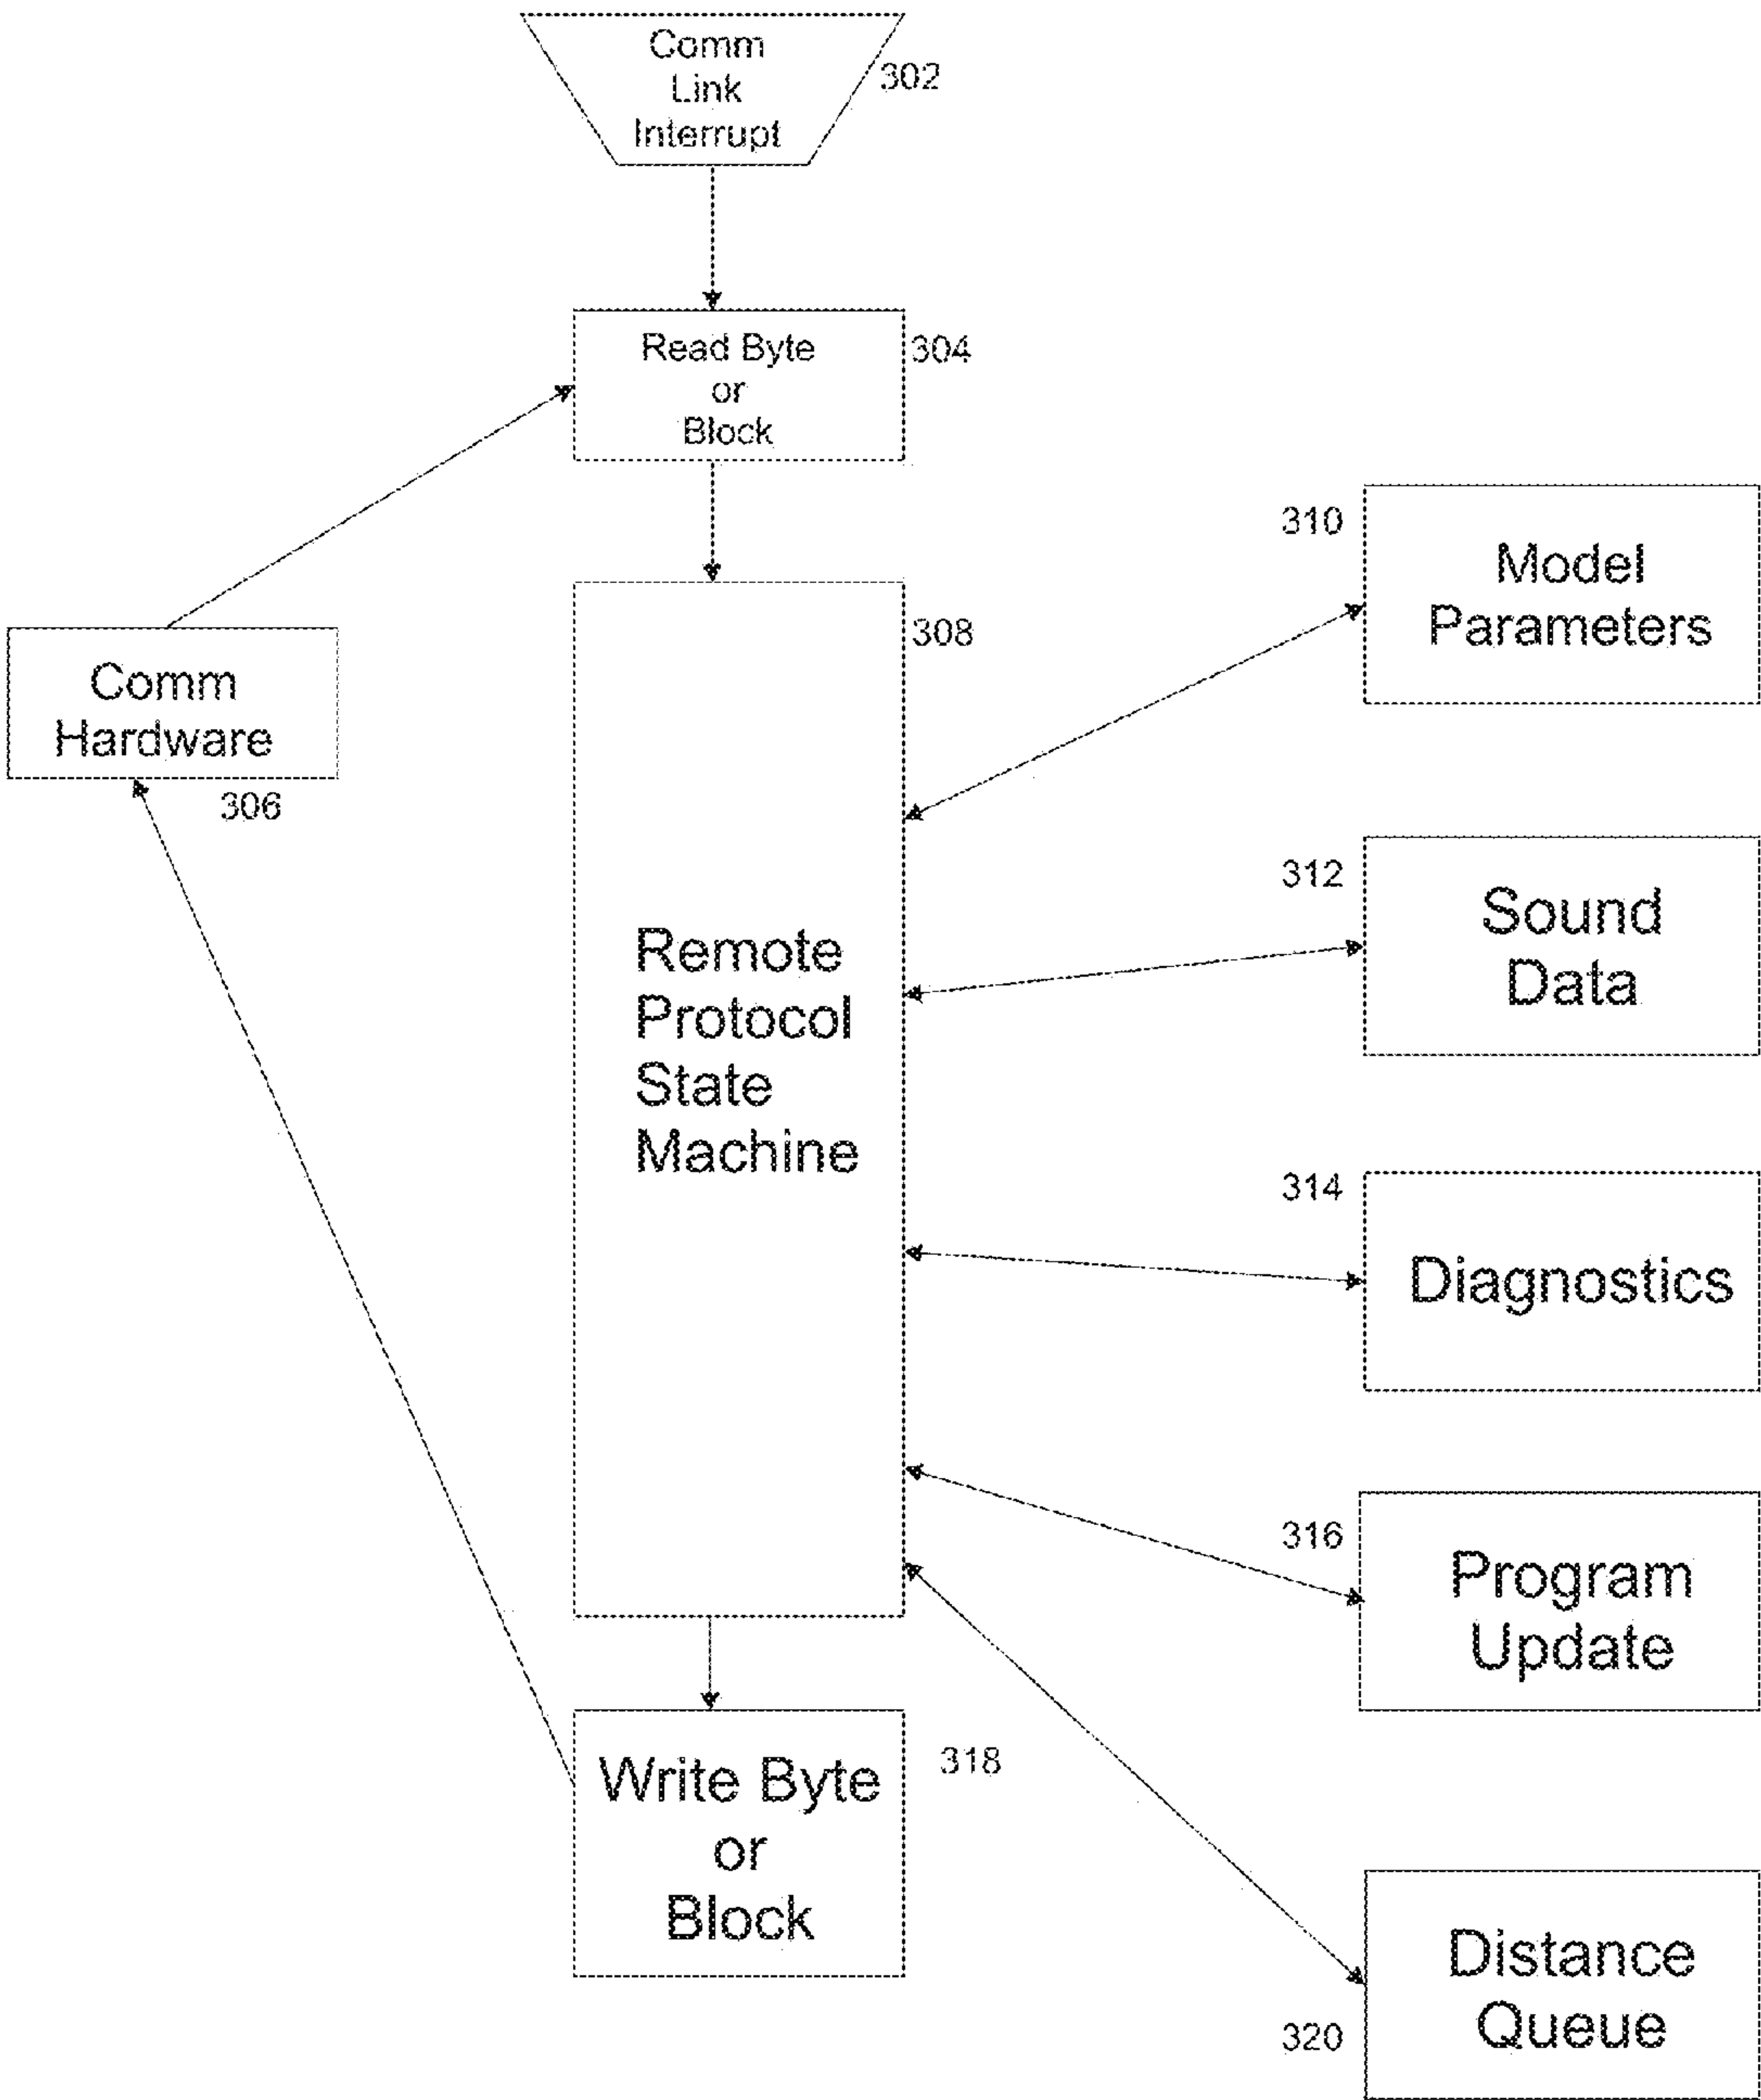 Comm
Link
Interrupt
302
Read Byte
or
Block
304
Comm
Hardware
306
Remote
Protocol
State
Machine
308
310
Model
Parameters
312
Sound
Data
314
Diagnostics
316
Program
Update
Write Byte
or
Block
318
Distance
Queue
320